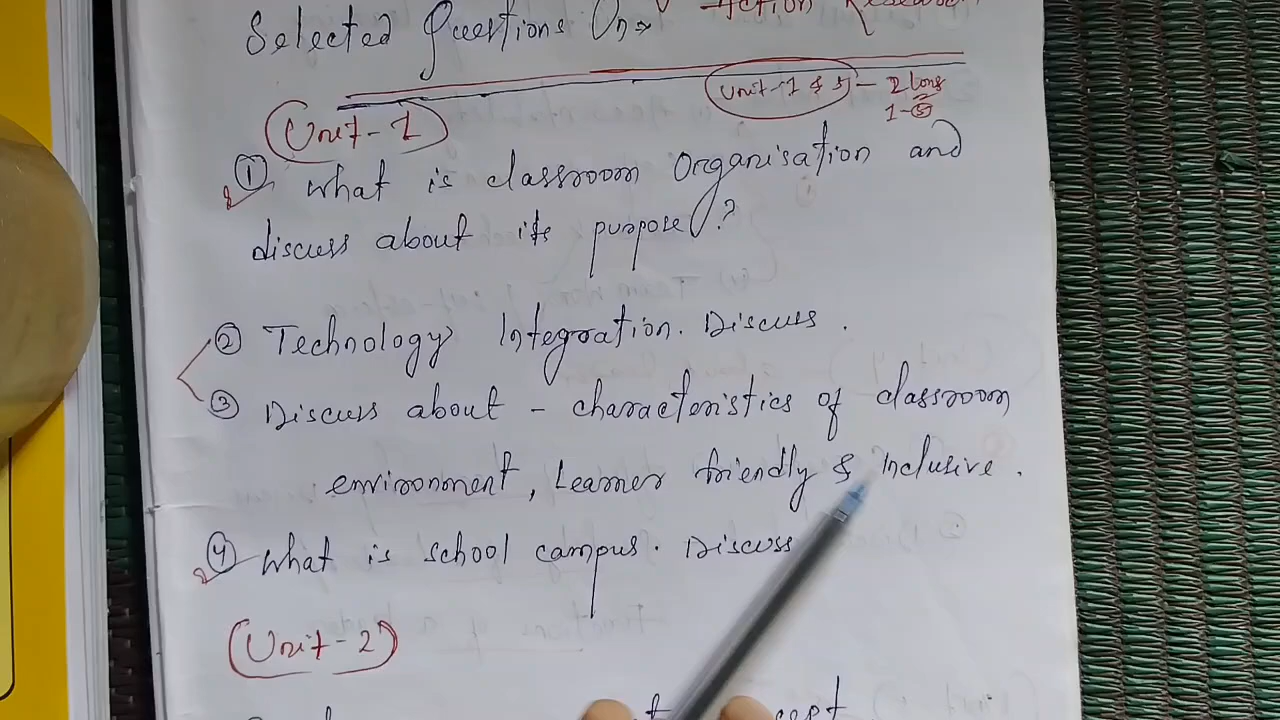 Selected Questions On⇒ Action Research
Unit-1 & 5 — 2 long
1-⑤
Unit-1
① What is classroom Organisation and
discuss about its purpose?
② Technology Integration. Discuss.
③ Discuss about - characteristics of classroom
environment, Learner friendly & Inclusive.
④ What is school campus. Discuss
Unit-2